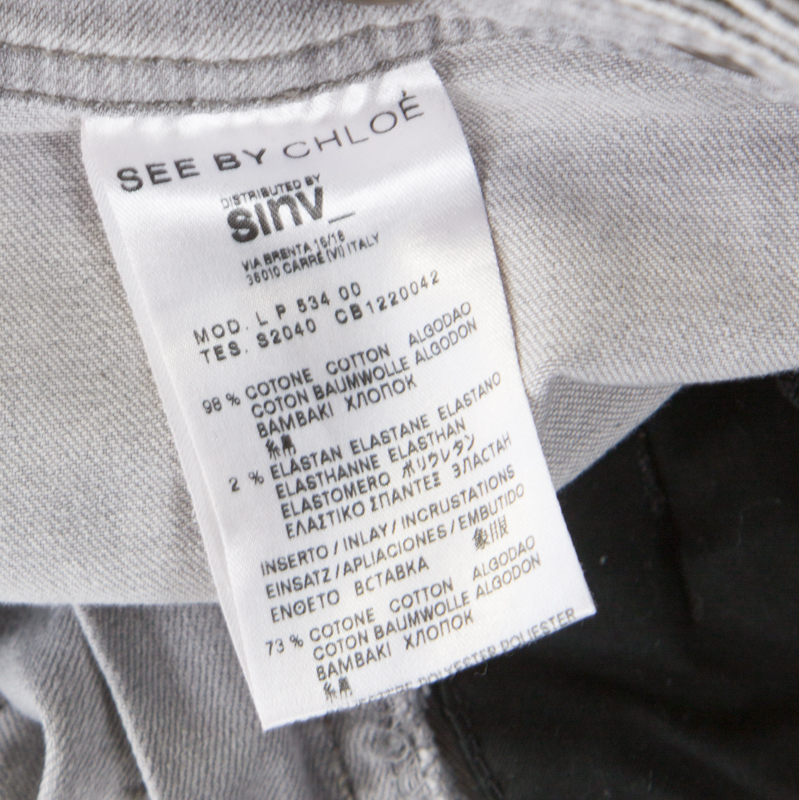 SEE BY CHLOÉ
DISTRIBUTED BY
sinv_
VIA BRENTA 16/18
36010 CARRÈ (VI) ITALY
MOD. L P 534 00
TES. S2040 CB1220042
98 % COTONE COTTON ALGODAO
COTON BAUMWOLLE ALGODON
BAMBAKI ХЛОПОК
2 % ELASTAN ELASTANE ELASTANO
ELASTHANNE ELASTHAN
ELASTOMERO ポリウレタン
ΕΛΑΣΤΙΚΟ ΣΠΑΝΤΕΞ ЭЛАСТАН
INSERTO / INLAY / INCRUSTATIONS
EINSATZ / APLIACIONES / EMBUTIDO
ΕΝΘΕΤΟ ВСТАВКА
73 % COTONE COTTON ALGODAO
COTON BAUMWOLLE ALGODON
BAMBAKI ХЛОПОК
POLYESTER POLIESTER